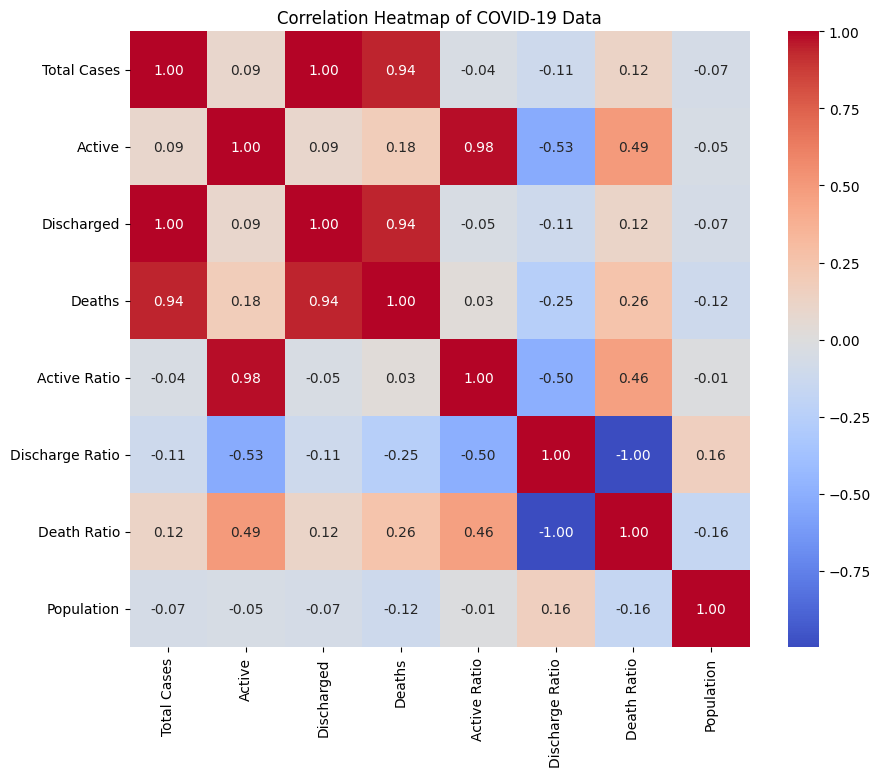 Correlation Heatmap of COVID-19 Data
Total Cases 1.00 0.09 1.00 0.94 -0.04 -0.11 0.12 -0.07
Active 0.09 1.00 0.09 0.18 0.98 -0.53 0.49 -0.05
Discharged 1.00 0.09 1.00 0.94 -0.05 -0.11 0.12 -0.07
Deaths 0.94 0.18 0.94 1.00 0.03 -0.25 0.26 -0.12
Active Ratio -0.04 0.98 -0.05 0.03 1.00 -0.50 0.46 -0.01
Discharge Ratio -0.11 -0.53 -0.11 -0.25 -0.50 1.00 -1.00 0.16
Death Ratio 0.12 0.49 0.12 0.26 0.46 -1.00 1.00 -0.16
Population -0.07 -0.05 -0.07 -0.12 -0.01 0.16 -0.16 1.00
Total Cases
Active
Discharged
Deaths
Active Ratio
Discharge Ratio
Death Ratio
Population
1.00
0.75
0.50
0.25
0.00
−0.25
−0.50
−0.75